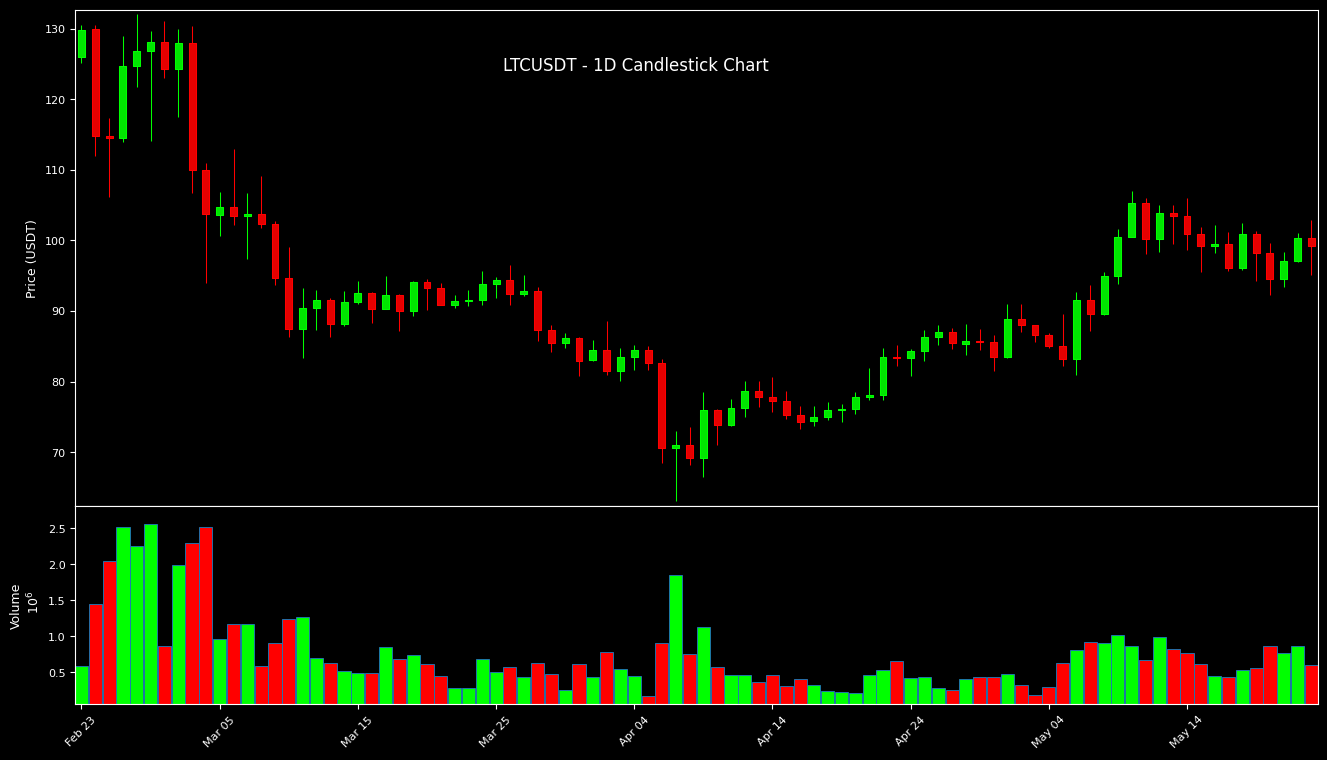 LTCUSDT - 1D Candlestick Chart
Price (USDT)
130
120
110
100
90
80
70
Volume
10^6
2.5
2.0
1.5
1.0
0.5
Feb 23
Mar 05
Mar 15
Mar 25
Apr 04
Apr 14
Apr 24
May 04
May 14